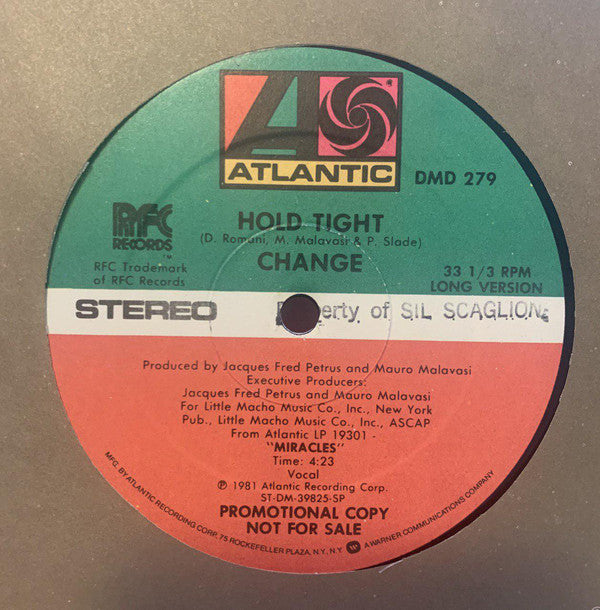 ATLANTIC
DMD 279
HOLD TIGHT
(D. Romani, M. Malavasi & P. Slade)
CHANGE
RFC
RECORDS
™
RFC Trademark
of RFC Records
33 1/3 RPM
LONG VERSION
STEREO
of SIL SCAGLIONE
Produced by Jacques Fred Petrus and Mauro Malavasi
Executive Producers:
Jacques Fred Petrus and Mauro Malavasi
For Little Macho Music Co., Inc., New York
Pub., Little Macho Music Co., Inc., ASCAP
From Atlantic LP 19301 -
"MIRACLES"
Time: 4:23
Vocal
℗ 1981 Atlantic Recording Corp.
ST-DM-39825-SP
PROMOTIONAL COPY
NOT FOR SALE
MFG. BY ATLANTIC RECORDING CORP. 75 ROCKEFELLER PLAZA, N.Y. N.Y. A WARNER COMMUNICATIONS COMPANY